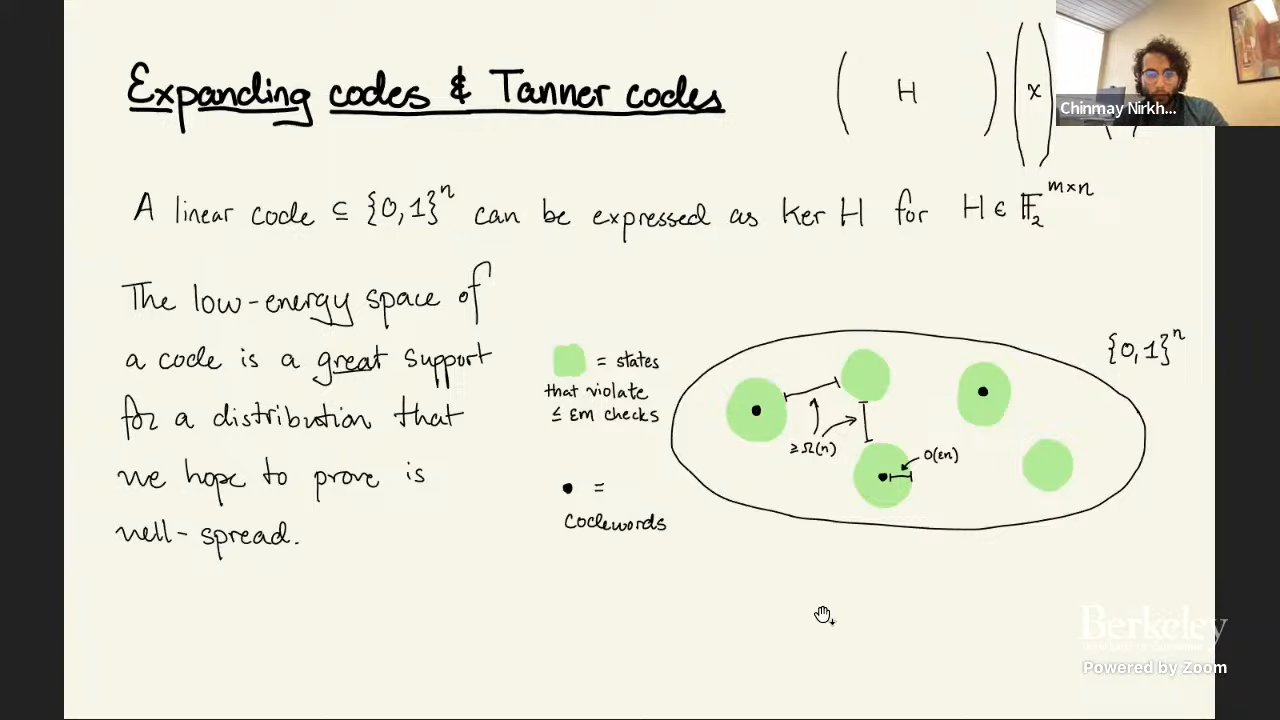 Expanding codes & Tanner codes
( H ) ( x )
Chinmay Nirkh...
A linear code ⊆ {0,1}ⁿ can be expressed as ker H for H ∈ 𝔽₂^{m×n}
The low-energy space of
a code is a great support
for a distribution that
we hope to prove is
well-spread.
= states
that violate
≤ εm checks
• =
Codewords
{0,1}ⁿ
≥Ω(n)
O(εn)
Berkeley
Powered by Zoom